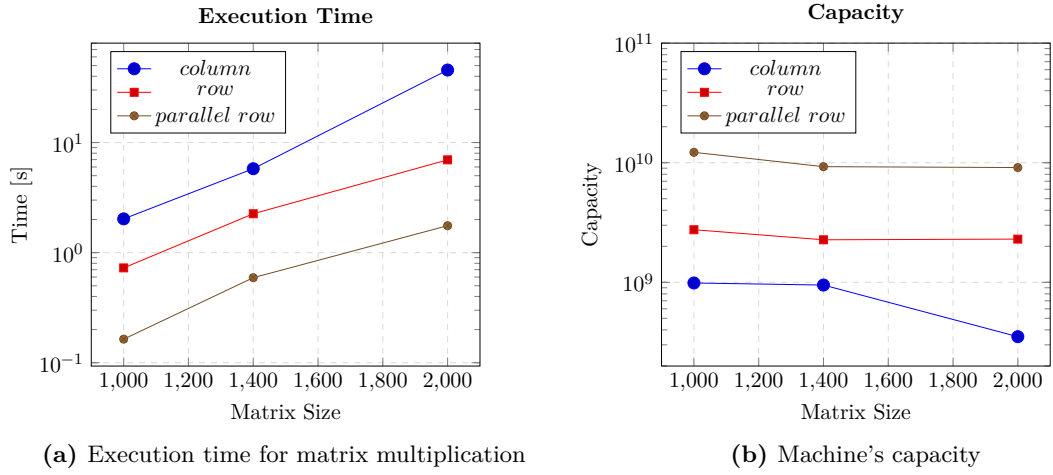 Execution Time
column
row
parallel row
10^1
10^0
10^−1
Time [s]
1,000 1,200 1,400 1,600 1,800 2,000
Matrix Size
(a) Execution time for matrix multiplication
Capacity
column
row
parallel row
10^11
10^10
10^9
Capacity
1,000 1,200 1,400 1,600 1,800 2,000
Matrix Size
(b) Machine's capacity